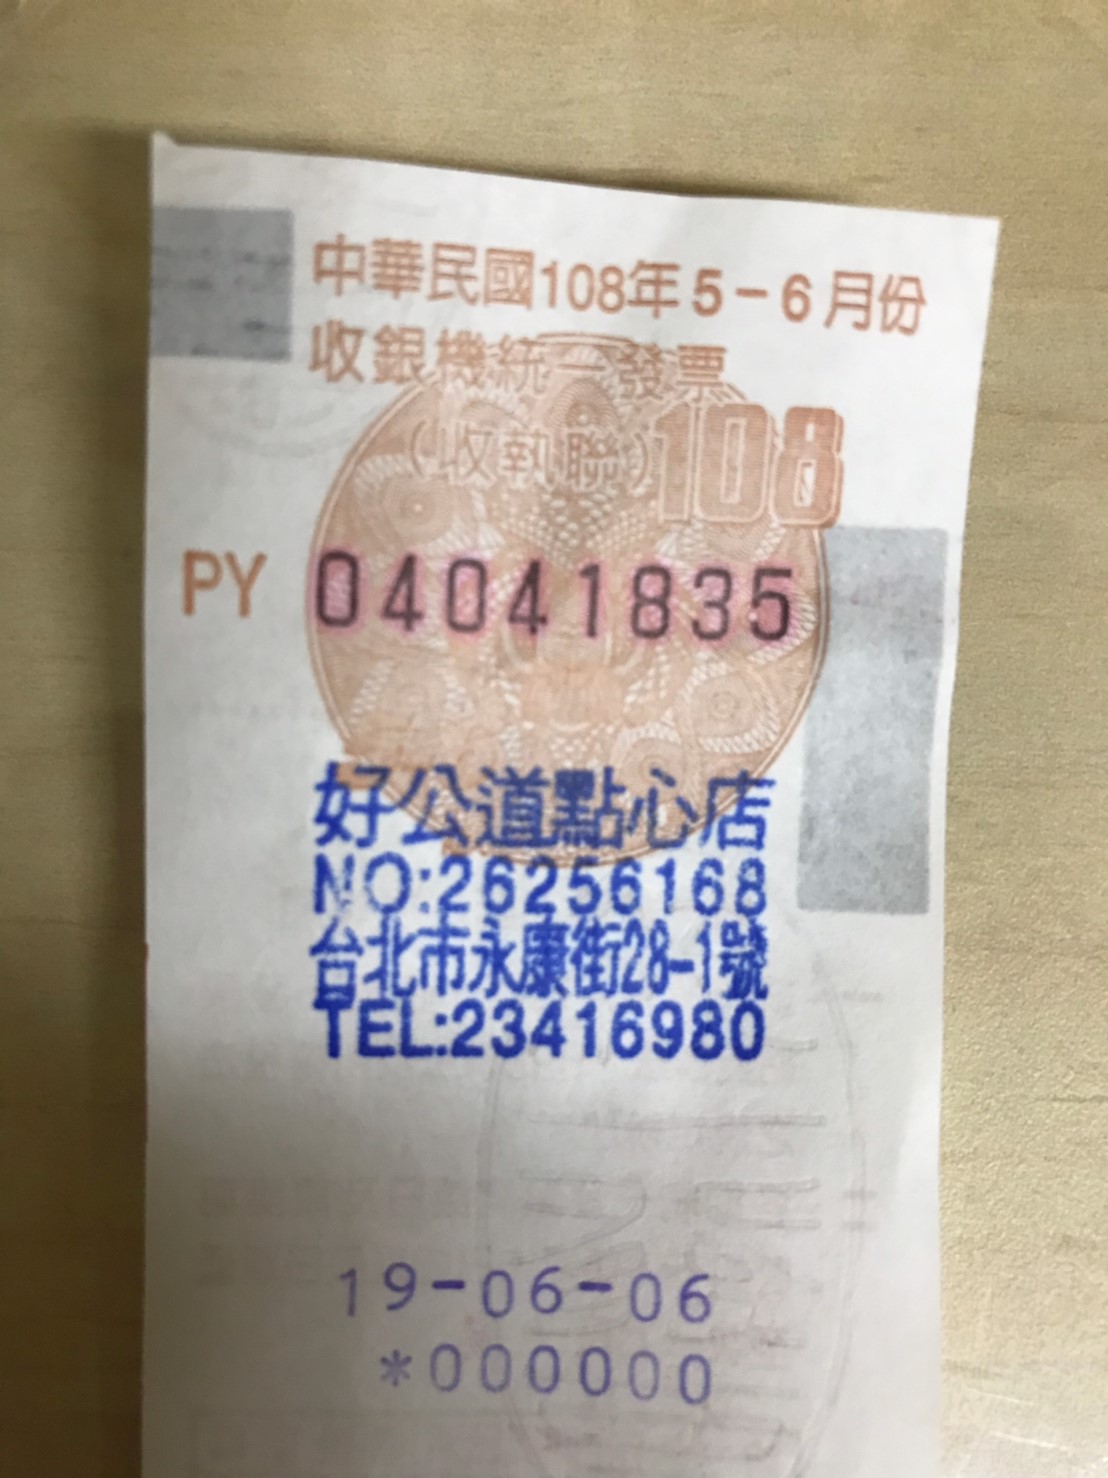 中華民國108年5-6月份
收銀機統一發票
(收執聯)108
PY 04041835
好公道點心店
NO:26256168
台北市永康街28-1號
TEL:23416980
19-06-06
*000000